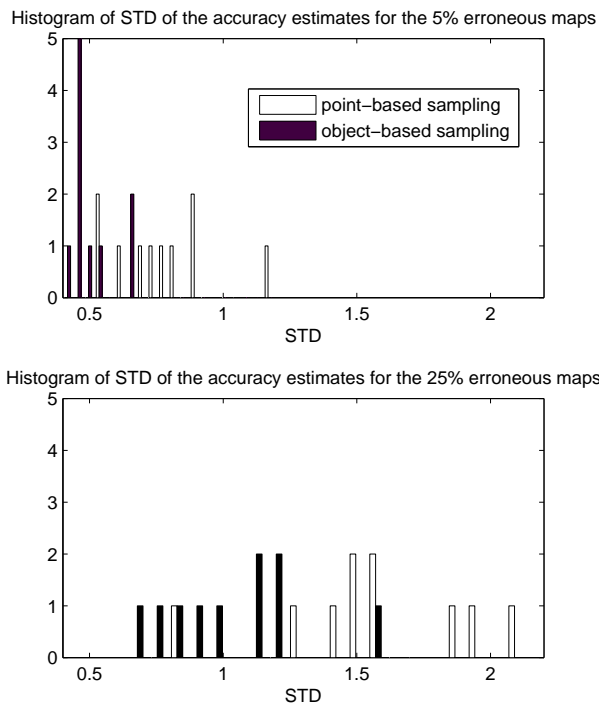 Histogram of STD of the accuracy estimates for the 5% erroneous maps
5
4
3
2
1
0
point−based sampling
object−based sampling
0.5 1 1.5 2
STD
Histogram of STD of the accuracy estimates for the 25% erroneous maps
5
4
3
2
1
0
0.5 1 1.5 2
STD